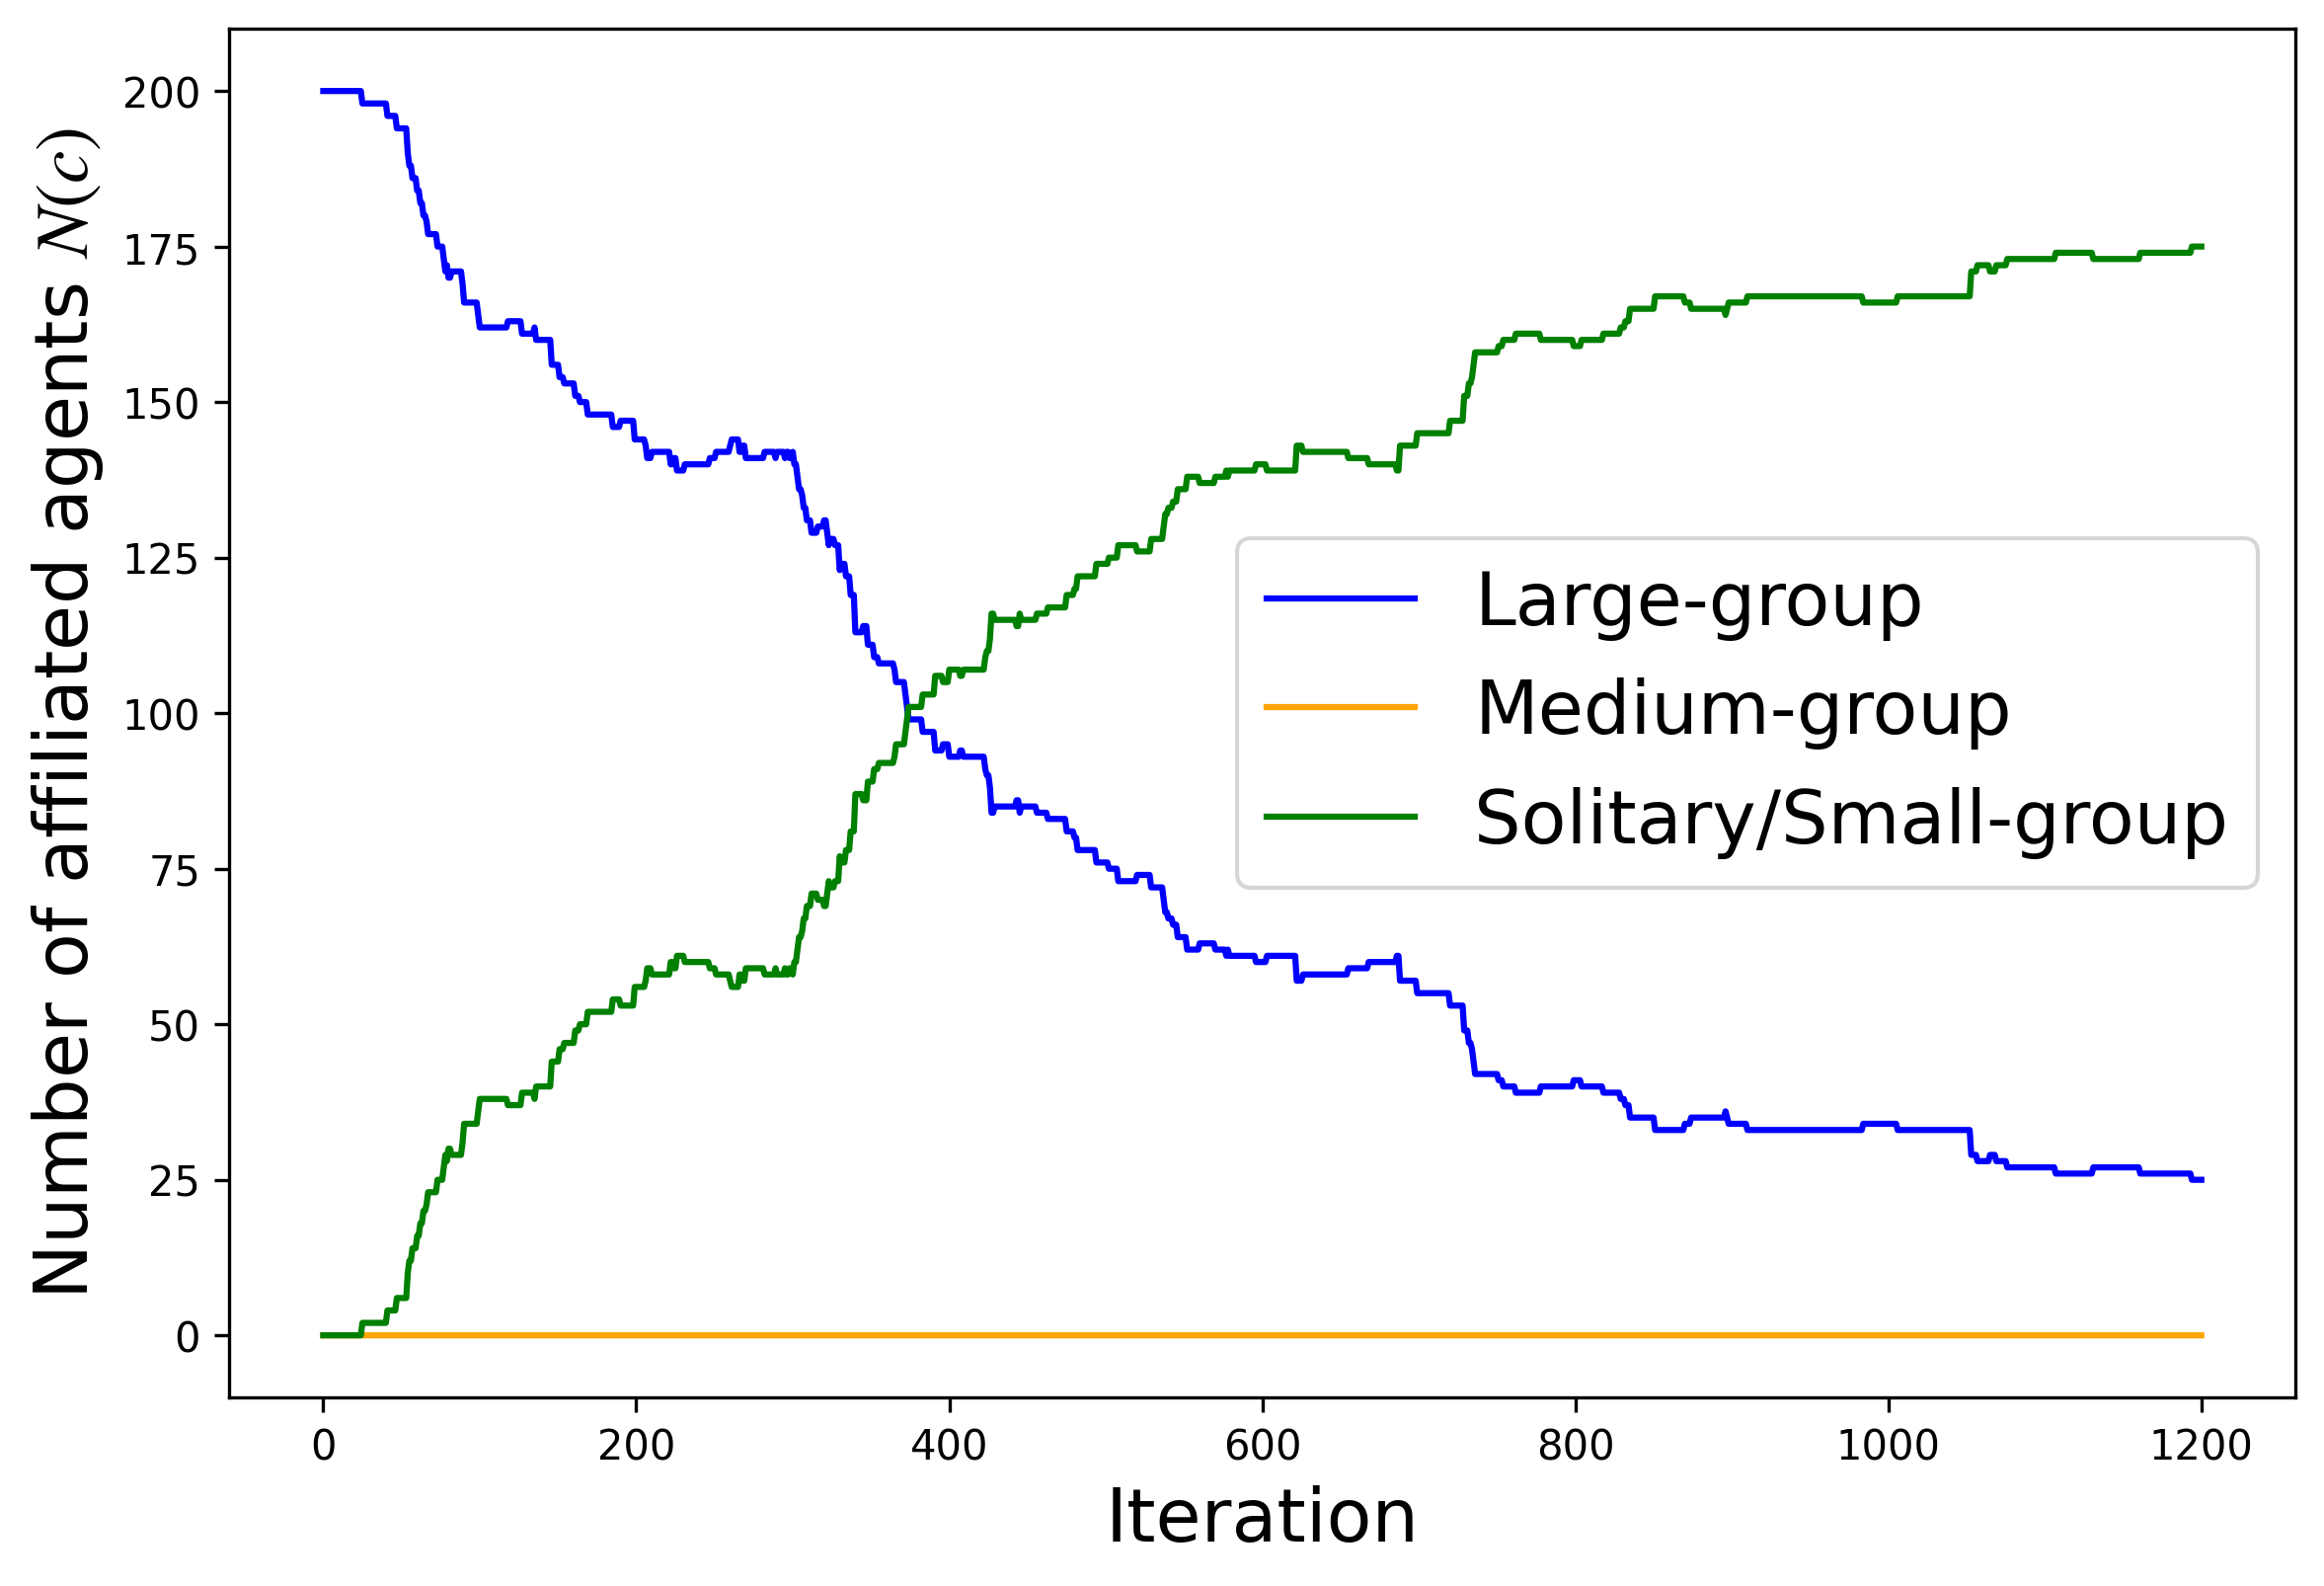 Number of affiliated agents N(c)
200
175
150
125
100
75
50
25
0
Large-group
Medium-group
Solitary/Small-group
0 200 400 600 800 1000 1200
Iteration